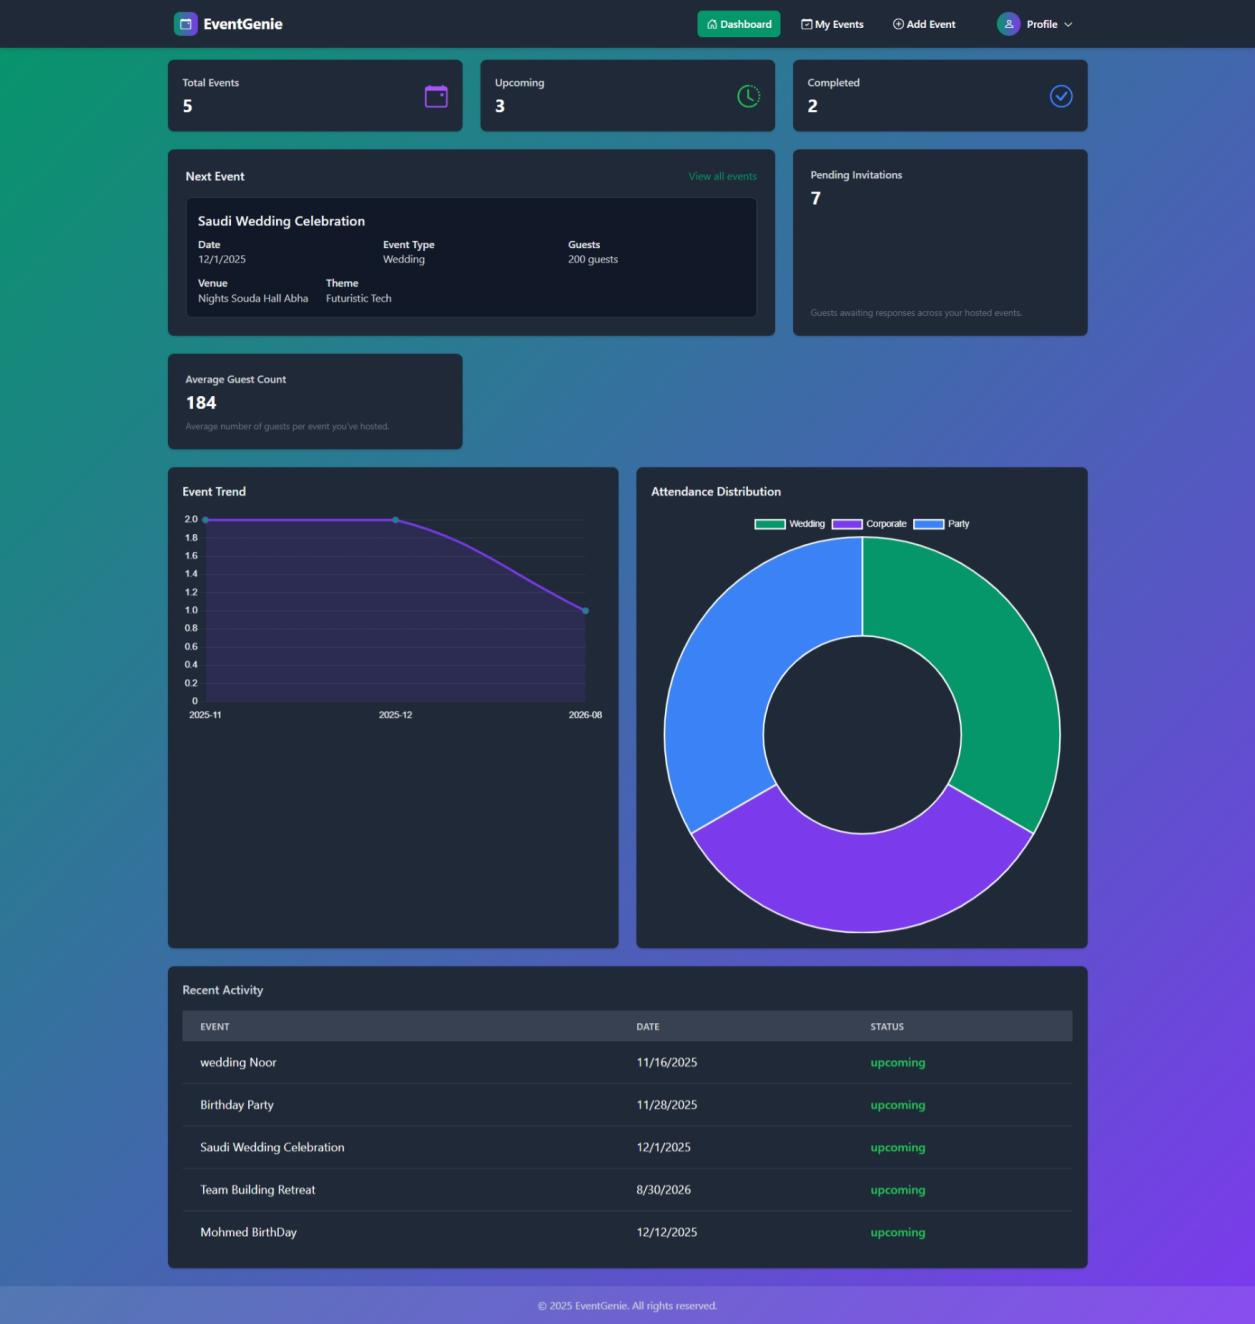 EventGenie
Dashboard
My Events
Add Event
Profile
Total Events
5
Upcoming
3
Completed
2
Next Event
View all events
Saudi Wedding Celebration
Date
12/1/2025
Event Type
Wedding
Guests
200 guests
Venue
Nights Souda Hall Abha
Theme
Futuristic Tech
Pending Invitations
7
Guests awaiting responses across your hosted events.
Average Guest Count
184
Average number of guests per event you've hosted.
Event Trend
2.0
1.8
1.6
1.4
1.2
1.0
0.8
0.6
0.4
0.2
0
2025-11 2025-12 2026-08
Attendance Distribution
Wedding Corporate Party
Recent Activity
EVENT DATE STATUS
wedding Noor 11/16/2025 upcoming
Birthday Party 11/28/2025 upcoming
Saudi Wedding Celebration 12/1/2025 upcoming
Team Building Retreat 8/30/2026 upcoming
Mohmed BirthDay 12/12/2025 upcoming
© 2025 EventGenie. All rights reserved.